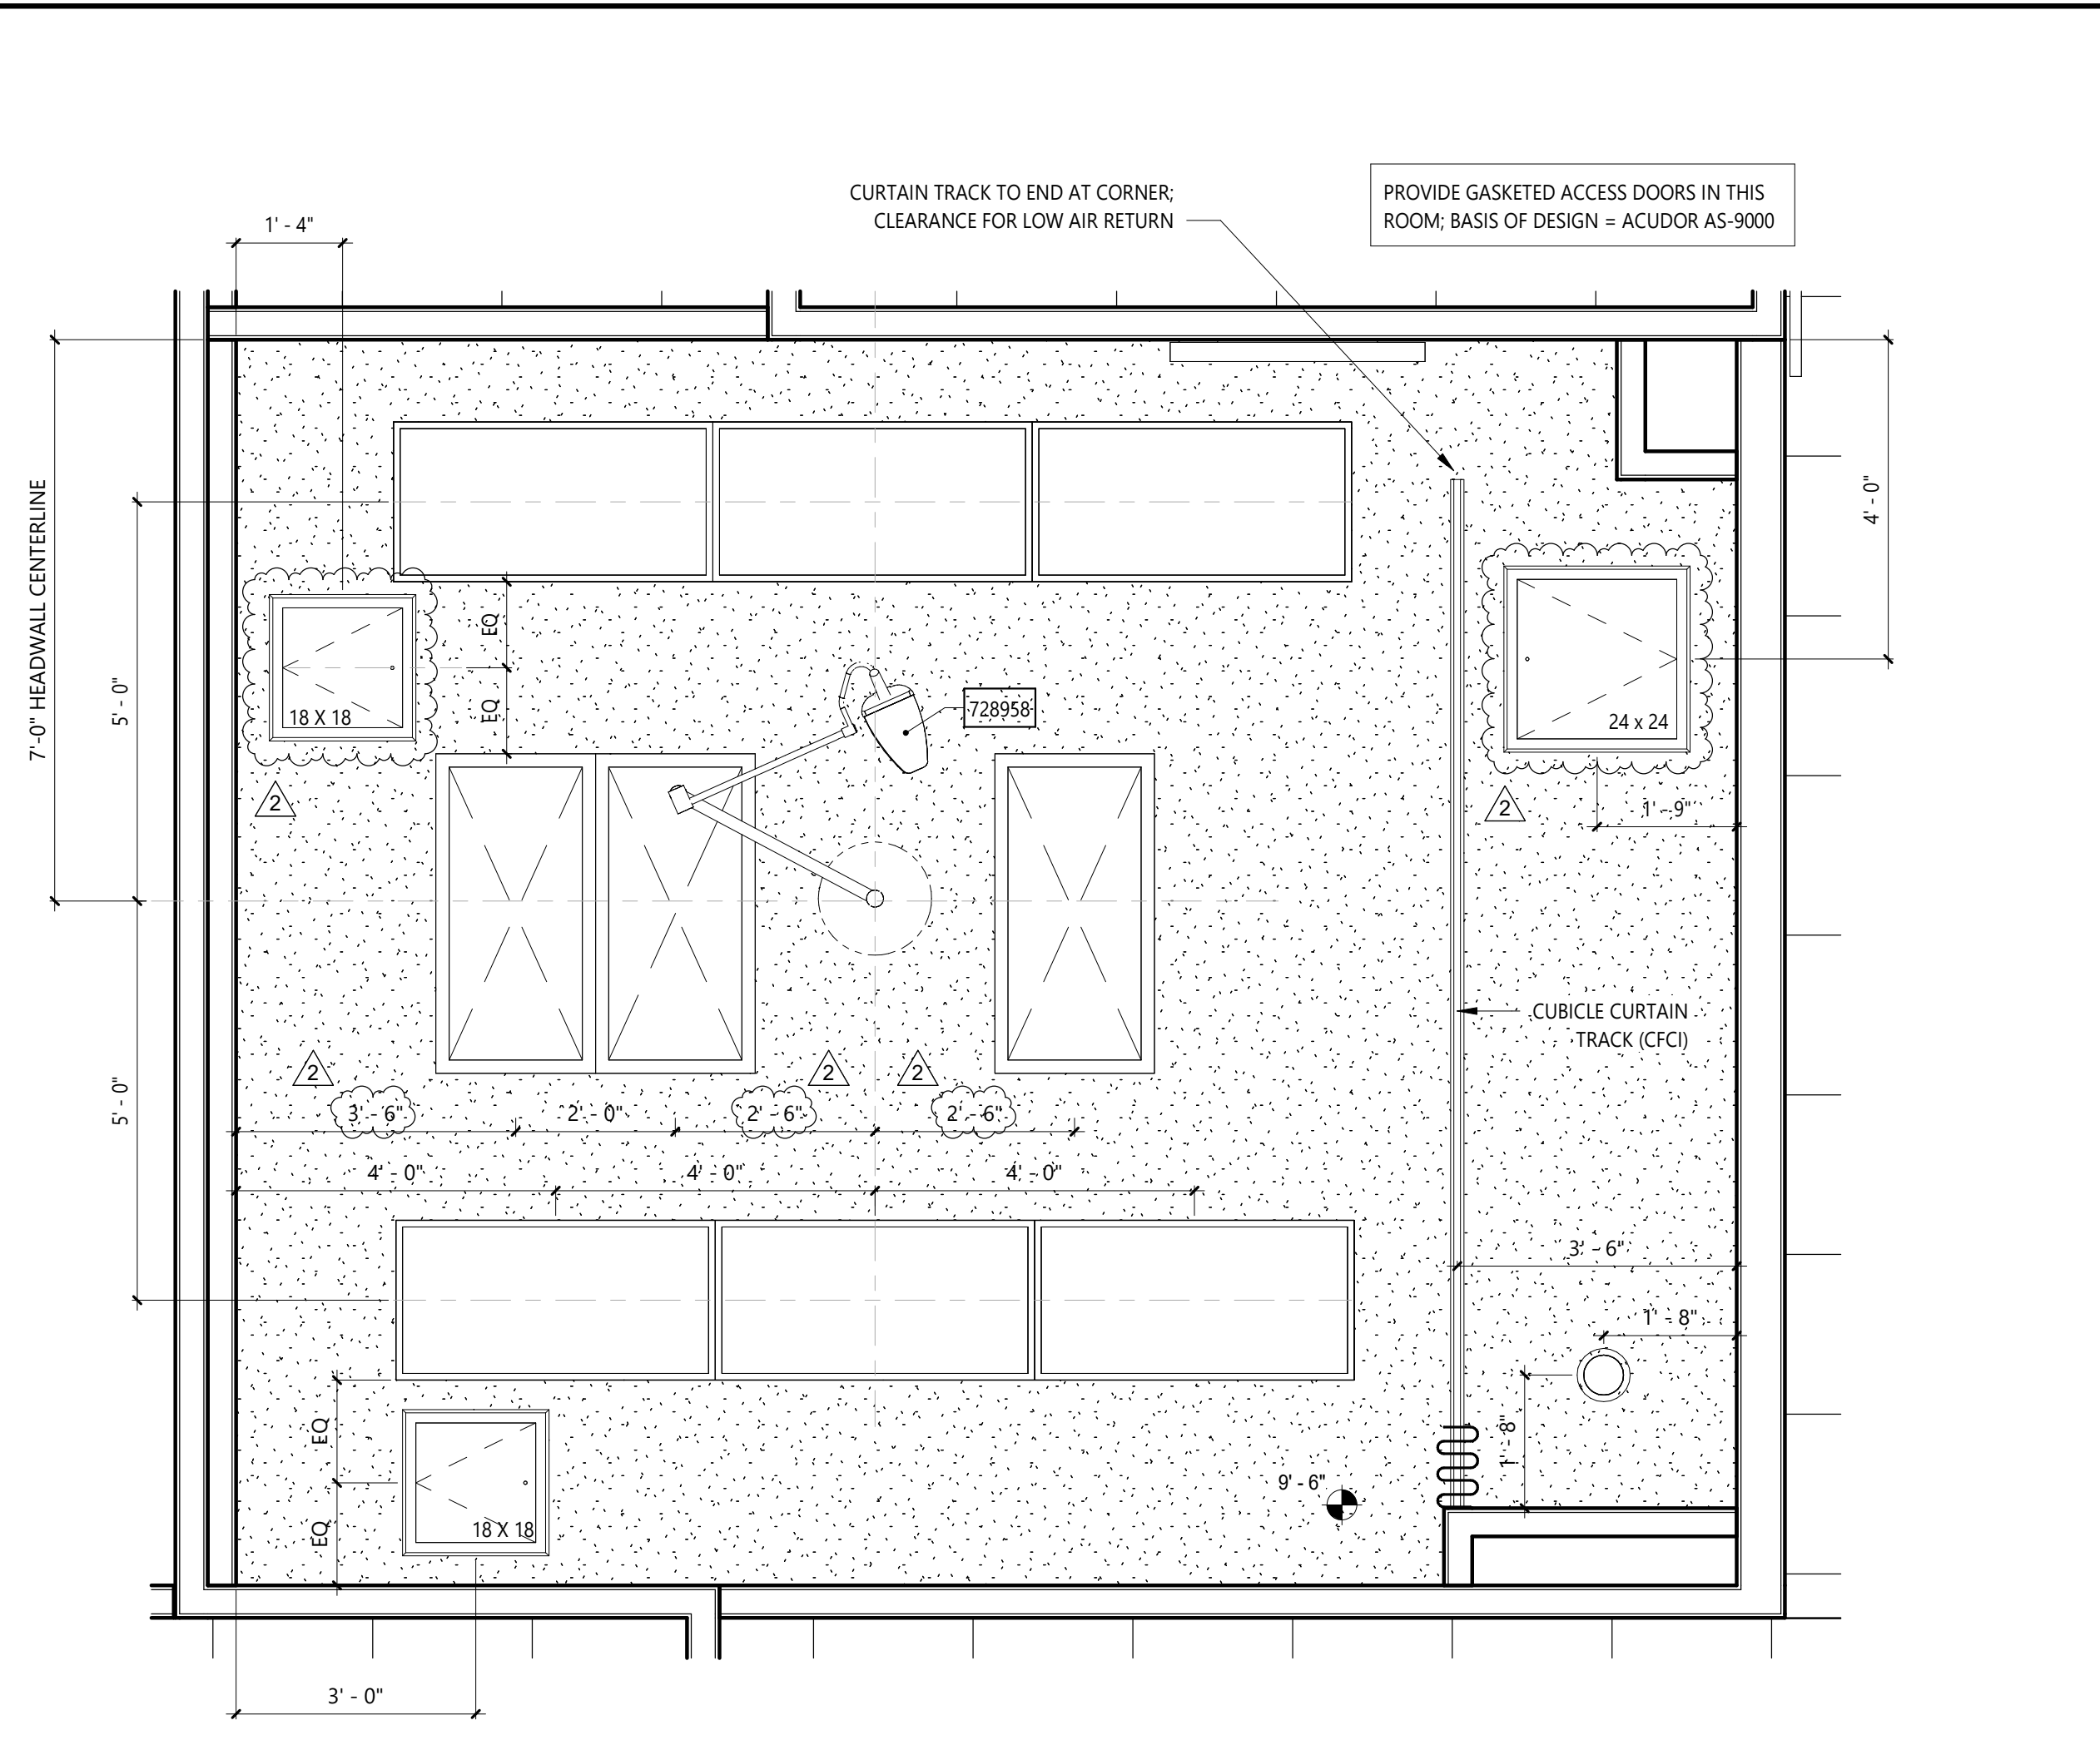 CURTAIN TRACK TO END AT CORNER;
CLEARANCE FOR LOW AIR RETURN
PROVIDE GASKETED ACCESS DOORS IN THIS
ROOM; BASIS OF DESIGN = ACUDOR AS-9000
1' - 4"
7'-0" HEADWALL CENTERLINE
5' - 0"
4' - 0"
EQ
EQ
18 X 18
728958
24 x 24
2
2
1' - 9"
CUBICLE CURTAIN
TRACK (CFCI)
2
2
2
5' - 0"
3' - 6"
2' - 0"
2' - 6"
2' - 6"
4' - 0"
4' - 0"
4' - 0"
3' - 6"
1' - 8"
1' - 8"
EQ
EQ
9' - 6"
18 X 18
3' - 0"